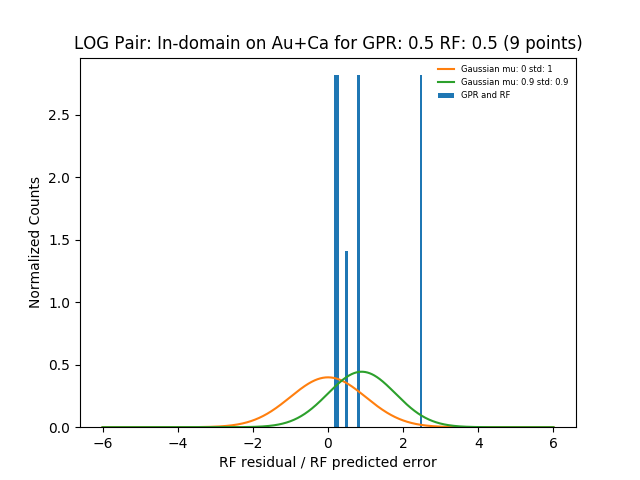 LOG Pair: In-domain on Au+Ca for GPR: 0.5 RF: 0.5 (9 points)
Gaussian mu: 0 std: 1
Gaussian mu: 0.9 std: 0.9
GPR and RF
Normalized Counts
2.5
2.0
1.5
1.0
0.5
0.0
−6 −4 −2 0 2 4 6
RF residual / RF predicted error